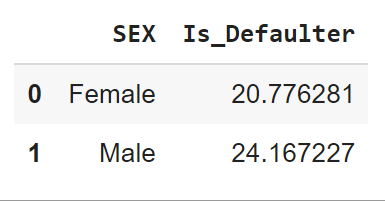 SEX Is_Defaulter
0 Female 20.776281
1 Male 24.167227